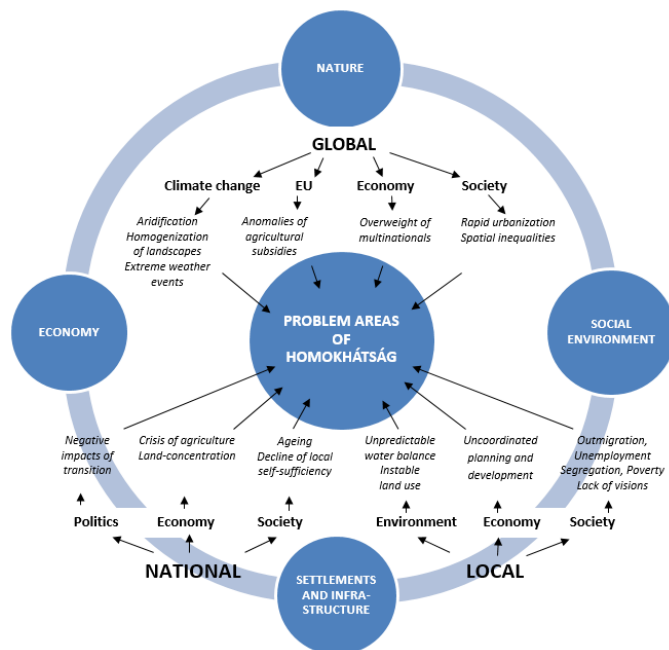 NATURE
GLOBAL
Climate change
EU
Economy
Society
Aridification
Homogenization
of landscapes
Extreme weather
events
Anomalies of
agricultural
subsidies
Overweight of
multinationals
Rapid urbanization
Spatial inequalities
ECONOMY
PROBLEM AREAS
OF
HOMOKHÁTSÁG
SOCIAL
ENVIRONMENT
Negative
impacts of
transition
Crisis of agriculture
Land-concentration
Ageing
Decline of local
self-sufficiency
Unpredictable
water balance
Instable
land use
Uncoordinated
planning and
development
Outmigration,
Unemployment
Segregation, Poverty
Lack of visions
Politics
Economy
Society
Environment
Economy
Society
NATIONAL
LOCAL
SETTLEMENTS
AND INFRA-
STRUCTURE